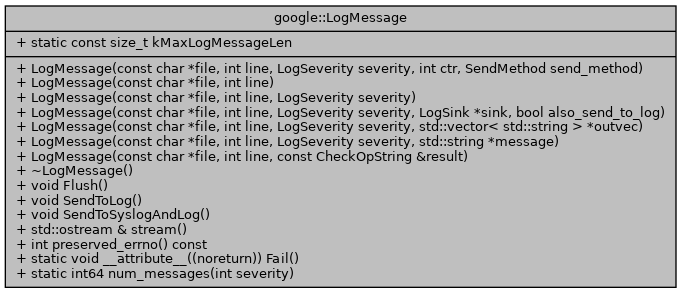 google::LogMessage
+ static const size_t kMaxLogMessageLen
+ LogMessage(const char *file, int line, LogSeverity severity, int ctr, SendMethod send_method)
+ LogMessage(const char *file, int line)
+ LogMessage(const char *file, int line, LogSeverity severity)
+ LogMessage(const char *file, int line, LogSeverity severity, LogSink *sink, bool also_send_to_log)
+ LogMessage(const char *file, int line, LogSeverity severity, std::vector< std::string > *outvec)
+ LogMessage(const char *file, int line, LogSeverity severity, std::string *message)
+ LogMessage(const char *file, int line, const CheckOpString &result)
+ ~LogMessage()
+ void Flush()
+ void SendToLog()
+ void SendToSyslogAndLog()
+ std::ostream & stream()
+ int preserved_errno() const
+ static void __attribute__((noreturn)) Fail()
+ static int64 num_messages(int severity)